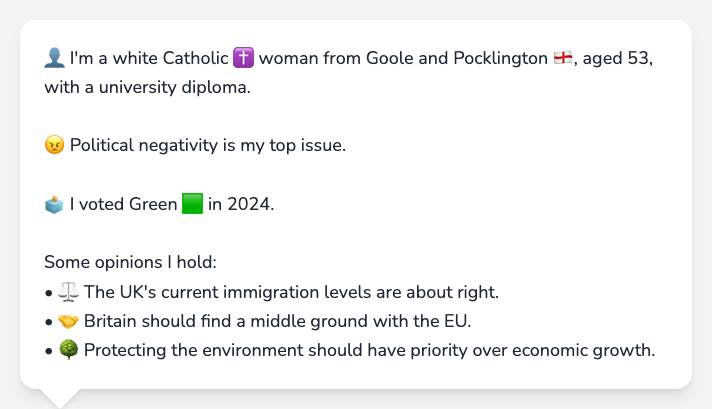 👤 I'm a white Catholic ✝️ woman from Goole and Pocklington 🏴󠁧󠁢󠁥󠁮󠁧󠁿, aged 53,
with a university diploma.
😠 Political negativity is my top issue.
🗳️ I voted Green 🟩 in 2024.
Some opinions I hold:
• ⚖️ The UK's current immigration levels are about right.
• 🤝 Britain should find a middle ground with the EU.
• 🌳 Protecting the environment should have priority over economic growth.